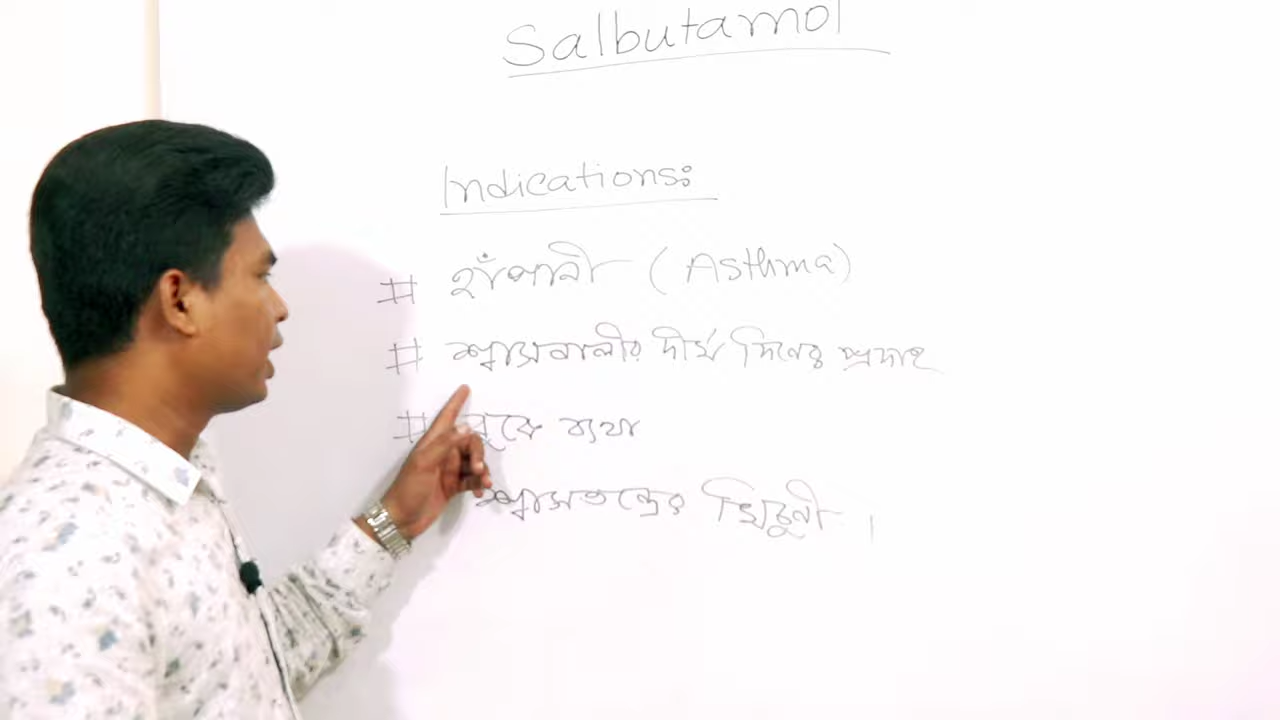 Salbutamol
Indications:
# হাঁপানী (Asthma)
# শ্বাসনালীর দীর্ঘ দিনের প্রদাহ
# বুকে ব্যথা
শ্বাসতন্ত্রের খিচুনী ।